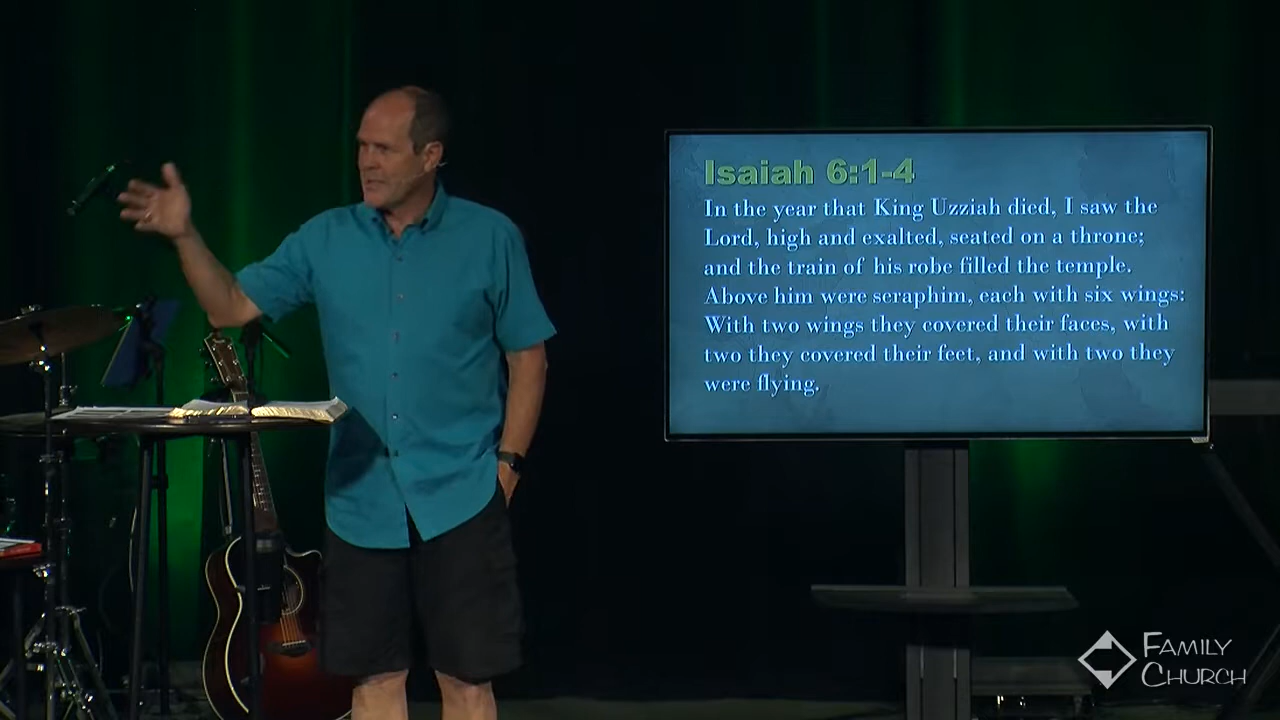 Isaiah 6:1-4
In the year that King Uzziah died, I saw the
Lord, high and exalted, seated on a throne;
and the train of his robe filled the temple.
Above him were seraphim, each with six wings:
With two wings they covered their faces, with
two they covered their feet, and with two they
were flying.
FAMILY
CHURCH